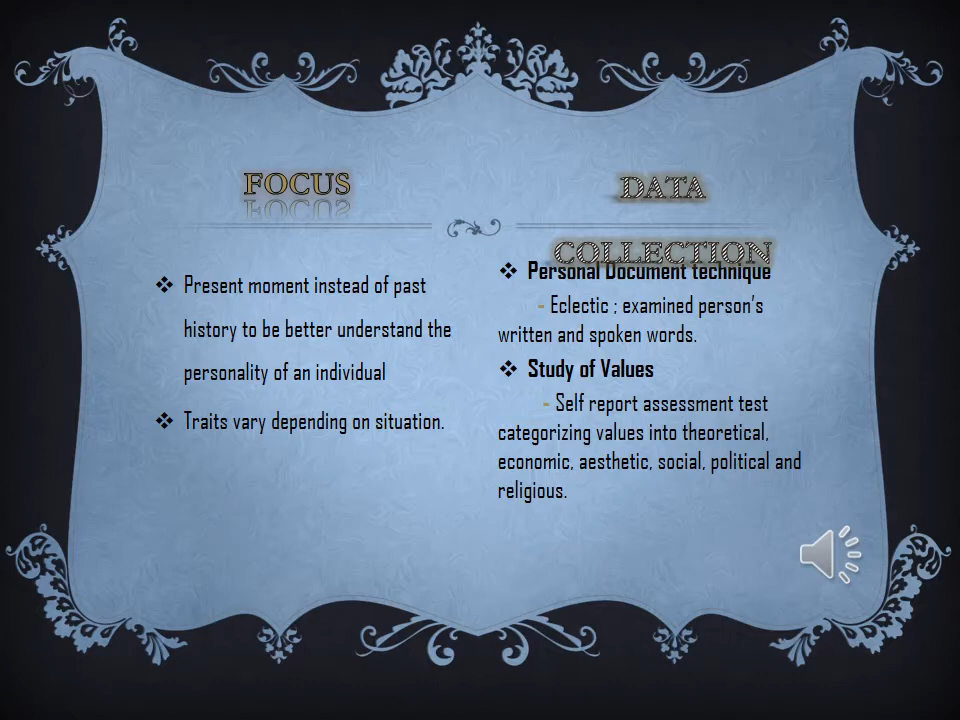 FOCUS
❖ Present moment instead of past
history to be better understand the
personality of an individual
❖ Traits vary depending on situation.
DATA
COLLECTION
❖ Personal Document technique
- Eclectic ; examined person's
written and spoken words.
❖ Study of Values
- Self report assessment test
categorizing values into theoretical,
economic, aesthetic, social, political and
religious.